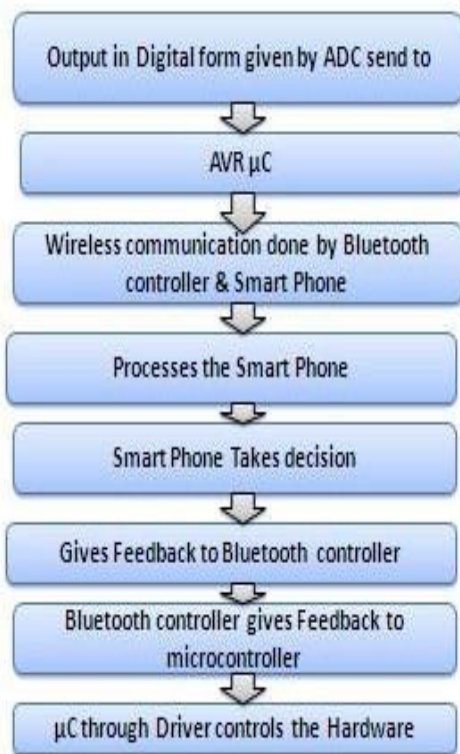 Output in Digital form given by ADC send to
AVR µC
Wireless communication done by Bluetooth
controller & Smart Phone
Processes the Smart Phone
Smart Phone Takes decision
Gives Feedback to Bluetooth controller
Bluetooth controller gives Feedback to
microcontroller
µC through Driver controls the Hardware